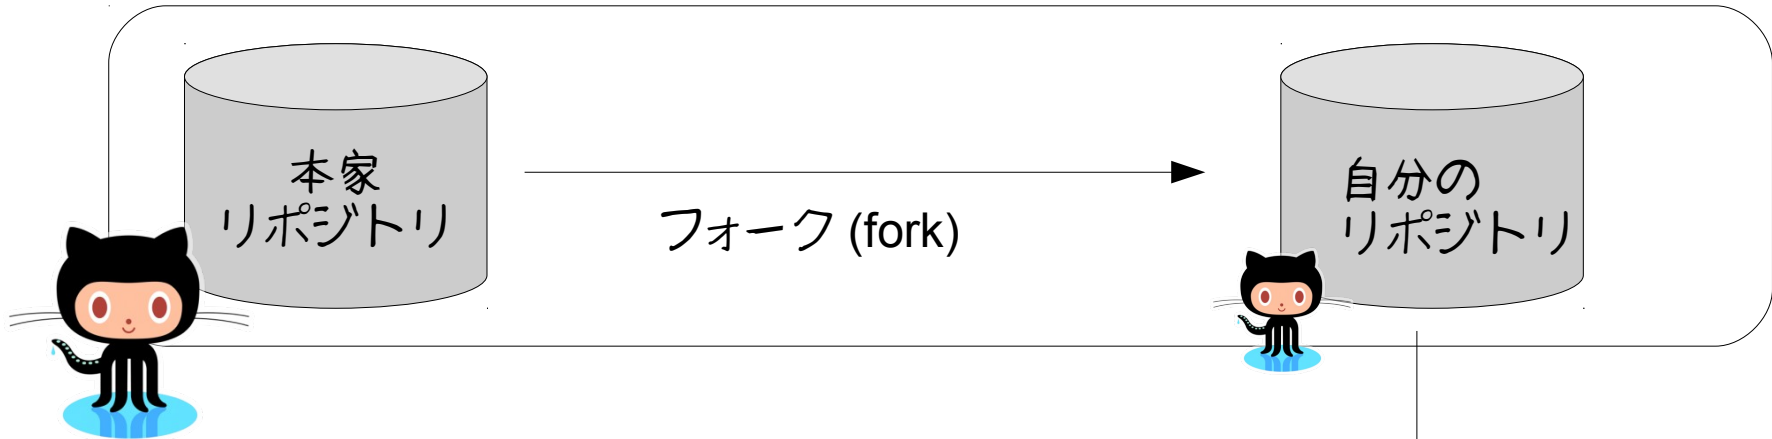 本家
リポジトリ
フォーク (fork)
自分の
リポジトリ